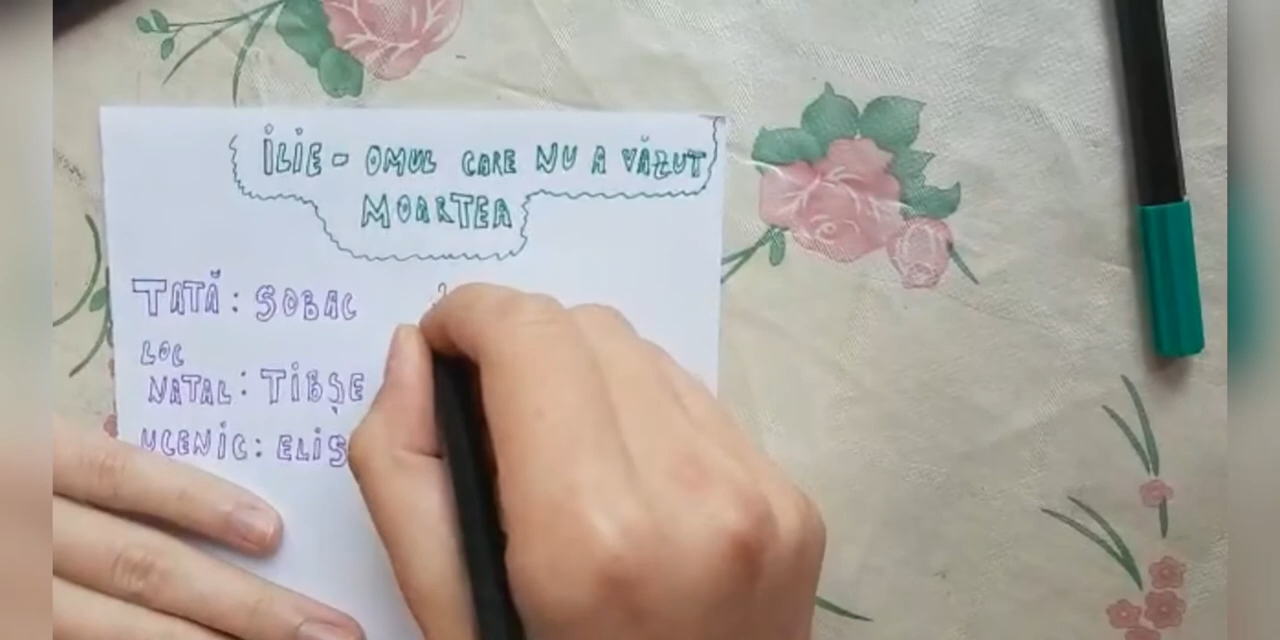 ILIE - OMUL CARE NU A VĂZUT
MOARTEA
TATĂ: SOBAC
LOC
NATAL: TIBȘE
UCENIC: ELIS